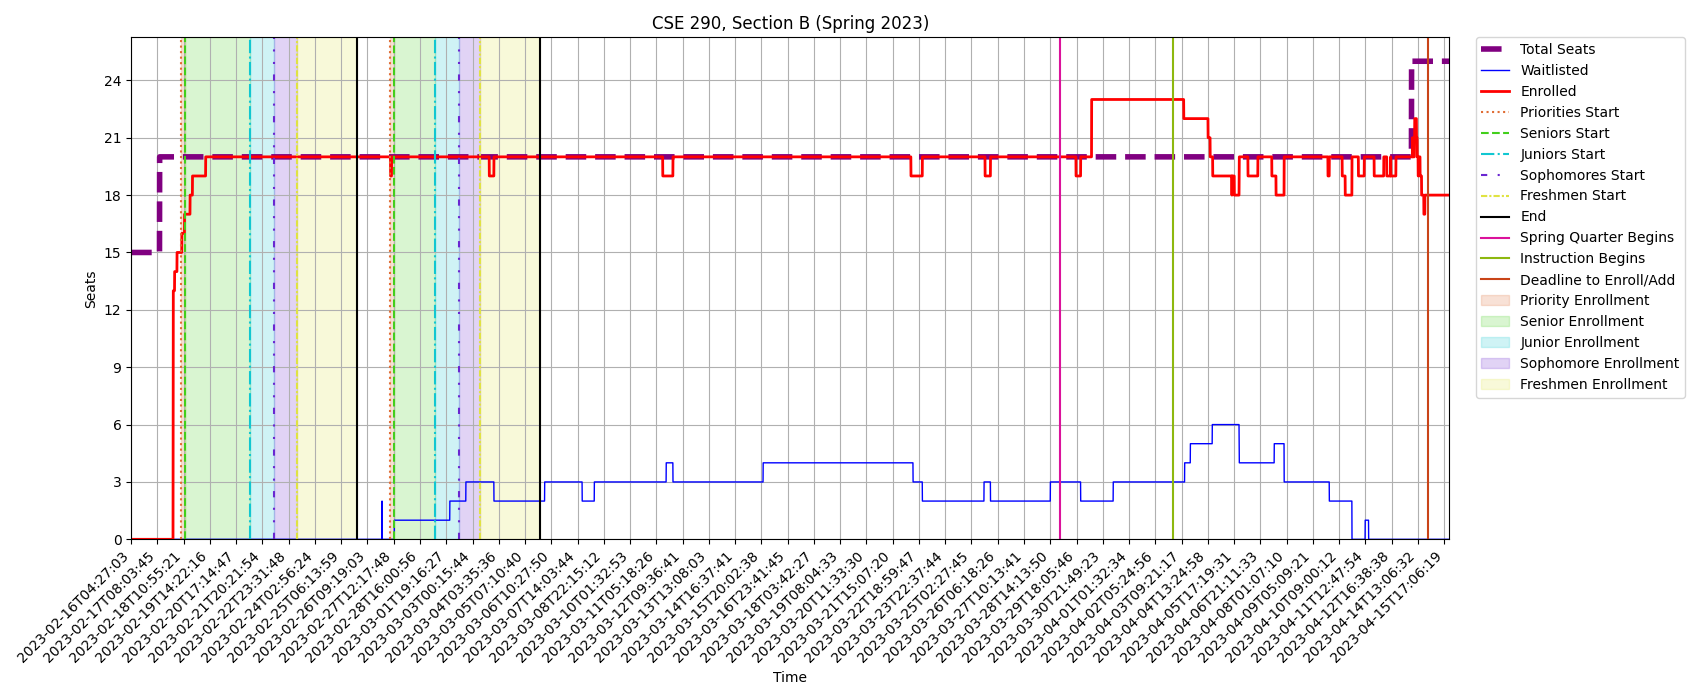 CSE 290, Section B (Spring 2023)
Seats
24
21
18
15
12
9
6
3
0
2023-02-16T04:27:03
2023-02-17T08:03:45
2023-02-18T10:55:21
2023-02-19T14:22:16
2023-02-20T17:14:47
2023-02-21T20:21:54
2023-02-22T23:31:48
2023-02-24T02:56:24
2023-02-25T06:13:59
2023-02-26T09:19:03
2023-02-27T12:17:48
2023-02-28T16:00:56
2023-03-01T19:16:27
2023-03-04T00:15:44
2023-03-04T03:35:36
2023-03-05T07:10:40
2023-03-06T10:27:50
2023-03-07T14:03:44
2023-03-08T22:15:12
2023-03-10T01:32:53
2023-03-11T05:18:26
2023-03-12T09:36:41
2023-03-13T13:08:03
2023-03-14T16:37:41
2023-03-15T20:02:38
2023-03-16T23:41:45
2023-03-18T03:42:27
2023-03-19T08:04:33
2023-03-20T11:33:30
2023-03-21T15:07:20
2023-03-22T18:59:47
2023-03-23T22:37:44
2023-03-25T02:27:45
2023-03-26T06:18:26
2023-03-27T10:13:41
2023-03-28T14:13:50
2023-03-29T18:05:46
2023-03-30T21:49:23
2023-04-01T01:32:34
2023-04-02T05:24:56
2023-04-03T09:21:17
2023-04-04T13:24:58
2023-04-05T17:19:31
2023-04-06T21:11:33
2023-04-08T01:07:10
2023-04-09T05:09:21
2023-04-10T09:00:12
2023-04-11T12:47:54
2023-04-12T16:38:38
2023-04-14T13:06:32
2023-04-15T17:06:19
Time
Total Seats
Waitlisted
Enrolled
Priorities Start
Seniors Start
Juniors Start
Sophomores Start
Freshmen Start
End
Spring Quarter Begins
Instruction Begins
Deadline to Enroll/Add
Priority Enrollment
Senior Enrollment
Junior Enrollment
Sophomore Enrollment
Freshmen Enrollment